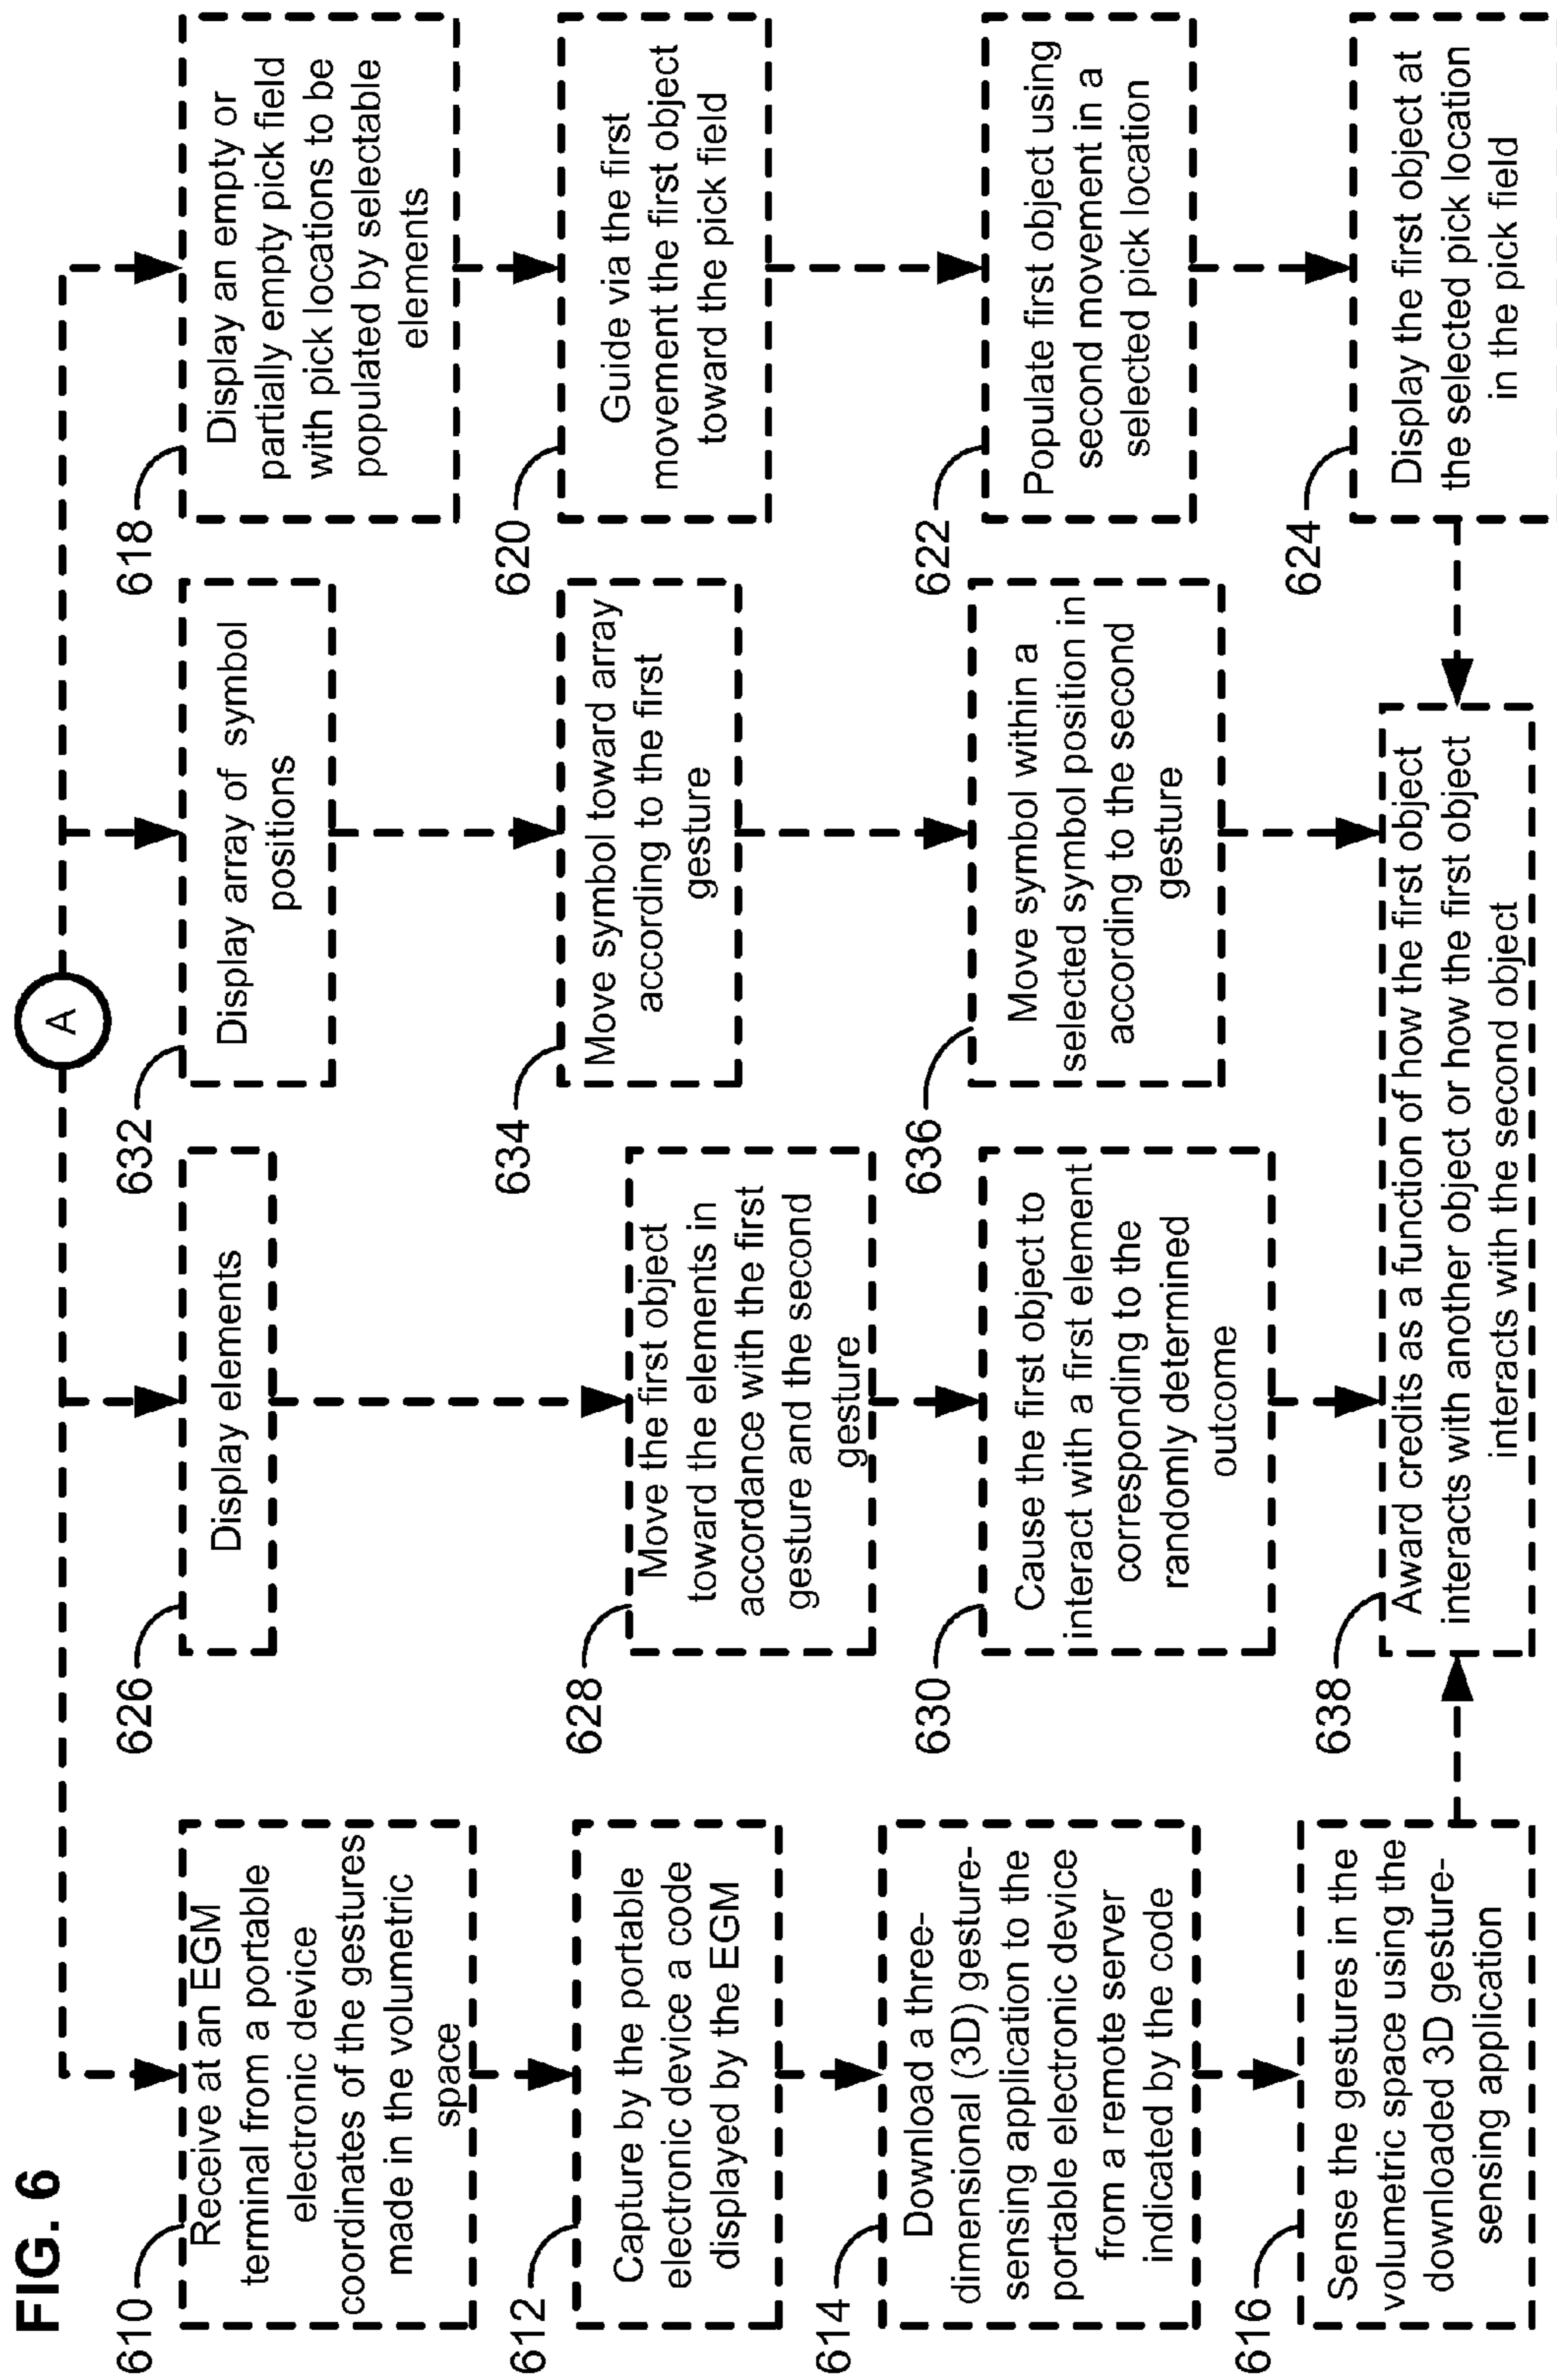 FIG. 6
A
610
Receive at an EGM
terminal from a portable
electronic device
coordinates of the gestures
made in the volumetric
space
612
Capture by the portable
electronic device a code
displayed by the EGM
614
Download a three-
dimensional (3D) gesture-
sensing application to the
portable electronic device
from a remote server
indicated by the code
616
Sense the gestures in the
volumetric space using the
downloaded 3D gesture-
sensing application
626
Display elements
628
Move the first object
toward the elements in
accordance with the first
gesture and the second
gesture
630
Cause the first object to
interact with a first element
corresponding to the
randomly determined
outcome
632
Display array of symbol
positions
634
Move symbol toward array
according to the first
gesture
636
Move symbol within a
selected symbol position in
according to the second
gesture
618
Display an empty or
partially empty pick field
with pick locations to be
populated by selectable
elements
620
Guide via the first
movement the first object
toward the pick field
622
Populate first object using
second movement in a
selected pick location
624
Display the first object at
the selected pick location
in the pick field
638
Award credits as a function of how the first object
interacts with another object or how the first object
interacts with the second object